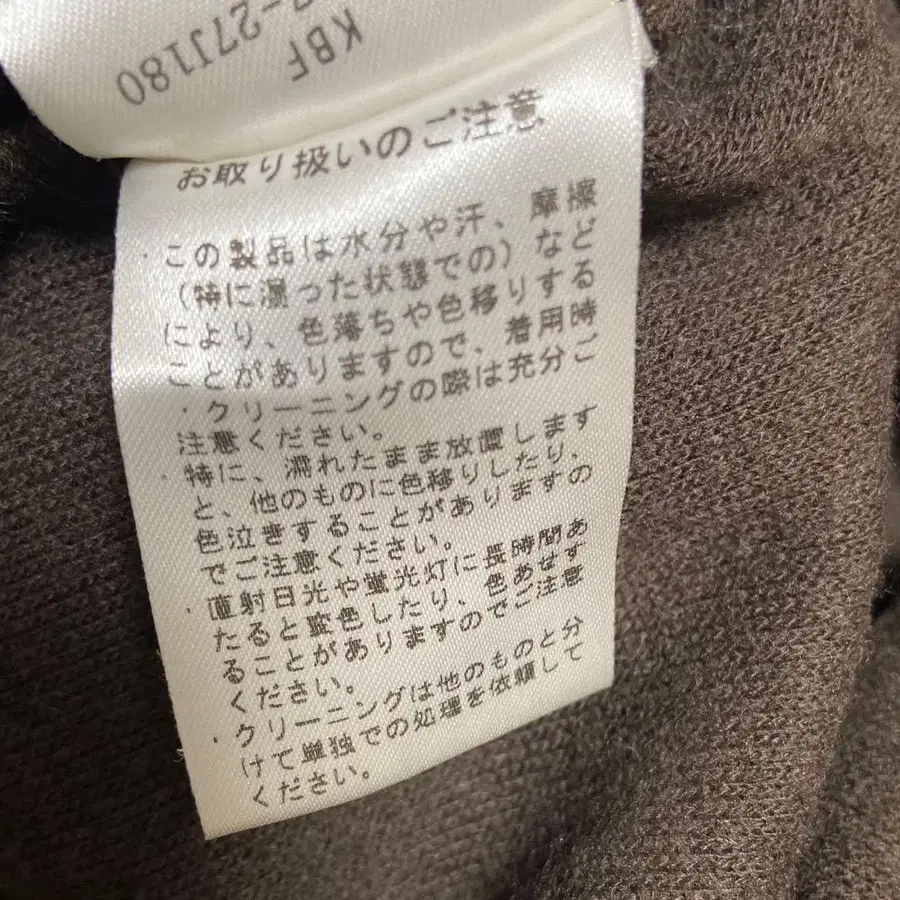 KBF
-27J180
お取り扱いのご注意
・この製品は水分や汗、摩擦
（特に湿った状態での）など
により、色落ちや色移りする
ことがありますので、着用時
・クリーニングの際は充分ご
注意ください。
・特に、濡れたまま放置します
と、他のものに色移りしたり、
色泣きすることがありますの
でご注意ください。
・直射日光や蛍光灯に長時間あ
たると変色したり、色あせす
ることがありますのでご注意
ください。
・クリーニングは他のものと分
けて単独での処理を依頼して
ください。